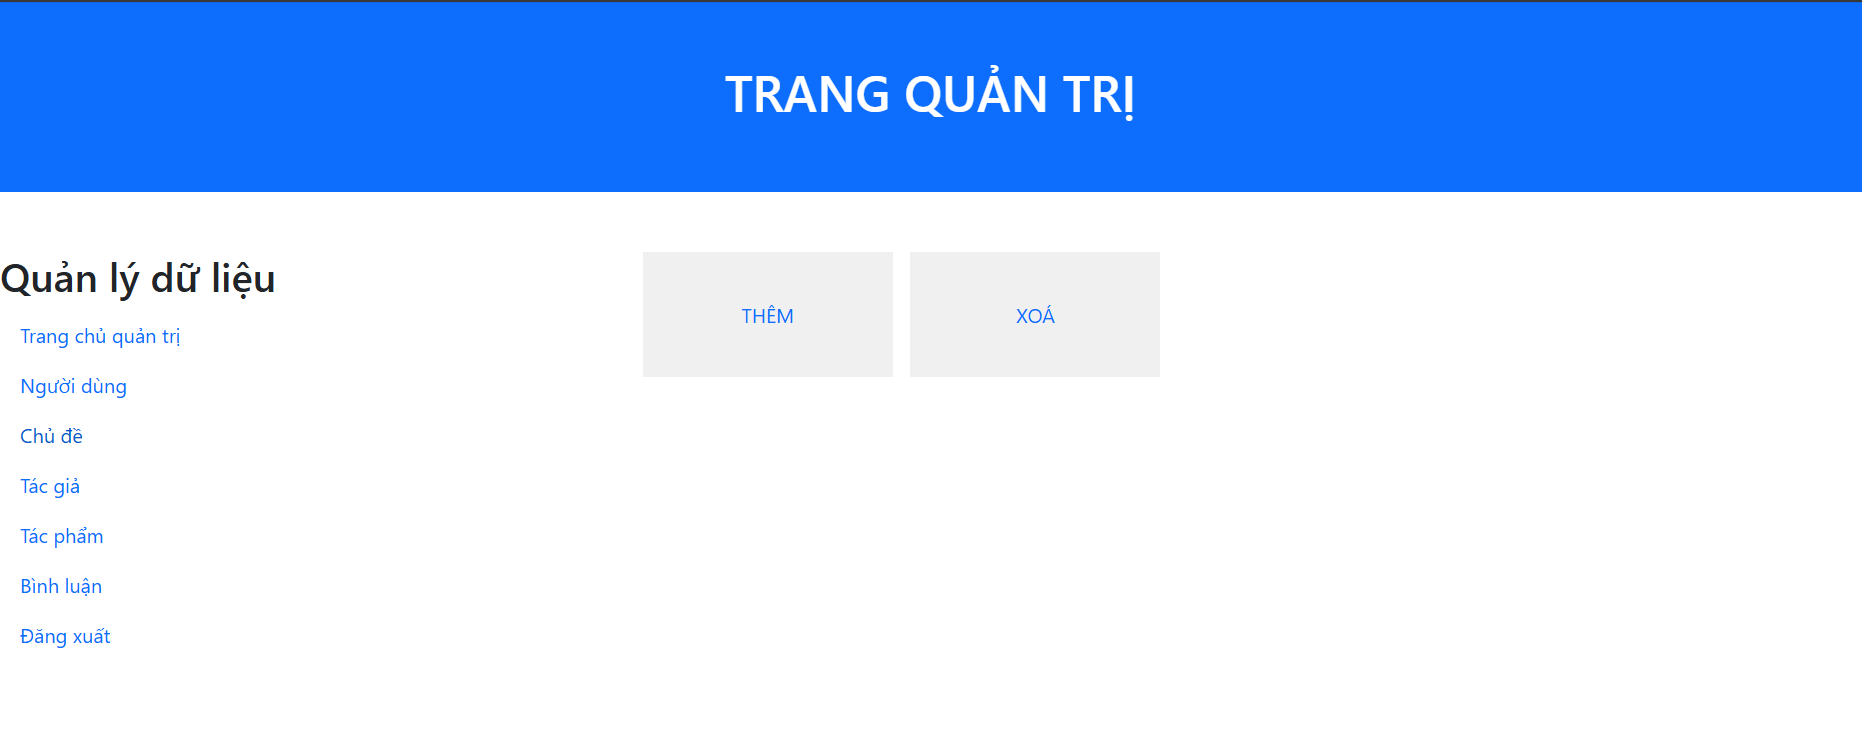 TRANG QUẢN TRỊ
Quản lý dữ liệu
Trang chủ quản trị
Người dùng
Chủ đề
Tác giả
Tác phẩm
Bình luận
Đăng xuất
THÊM
XOÁ